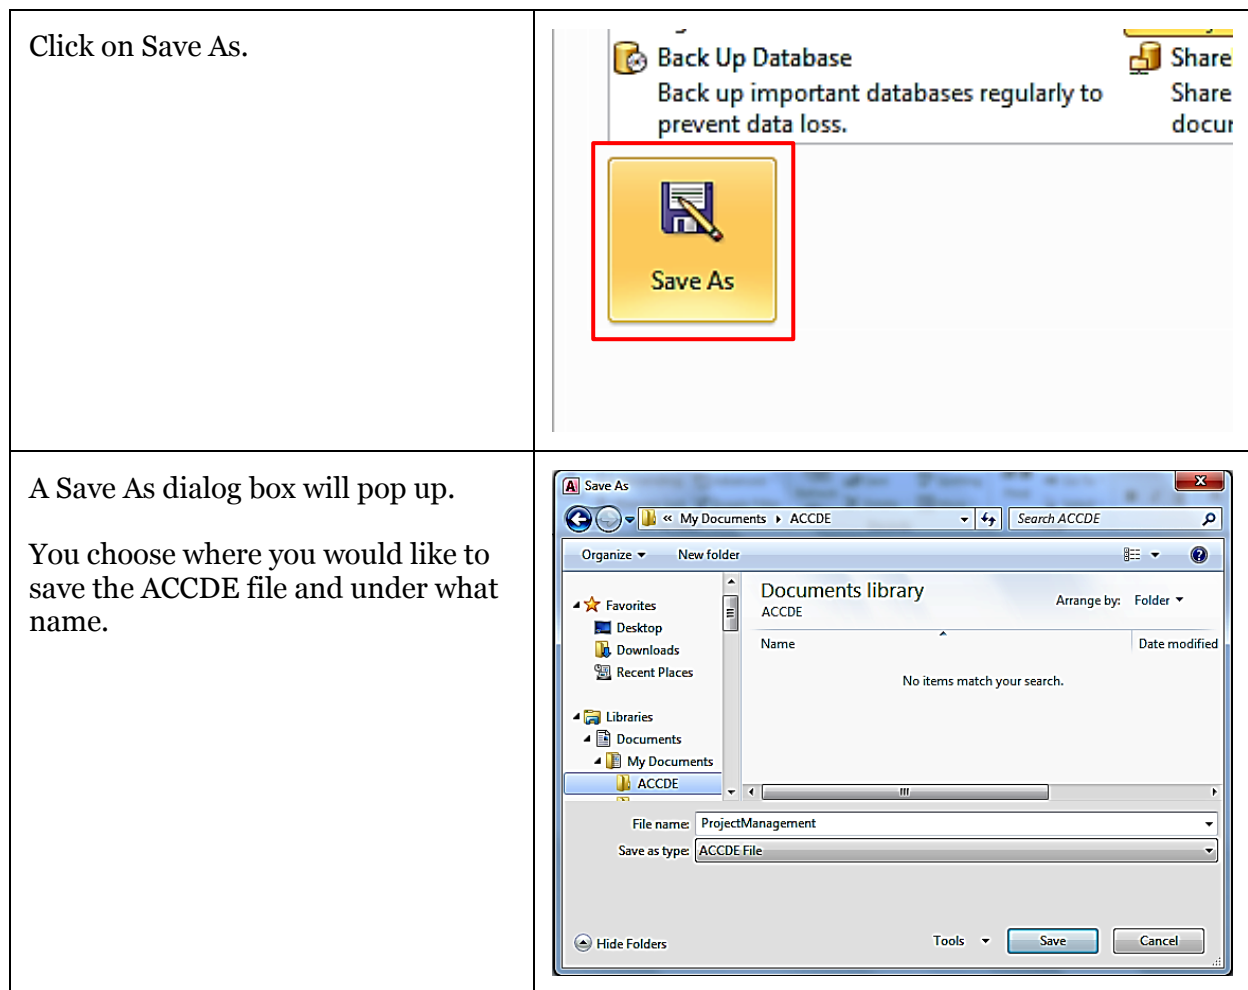 Click on Save As.
Back Up Database
Back up important databases regularly to
prevent data loss.
Share
Share
Save As
A Save As dialog box will pop up.
You choose where you would like to
save the ACCDE file and under what
name.
Save As
« My Documents ACCDE
Search ACCDE
Organize New folder
Favorites
Desktop
Downloads
Recent Places
Libraries
Documents
My Documents
ACCDE
Documents library
ACCDE
Arrange by: Folder
Name Date modified
No items match your search.
File name: ProjectManagement
Save as type: ACCDE File
Hide Folders
Tools Save Cancel